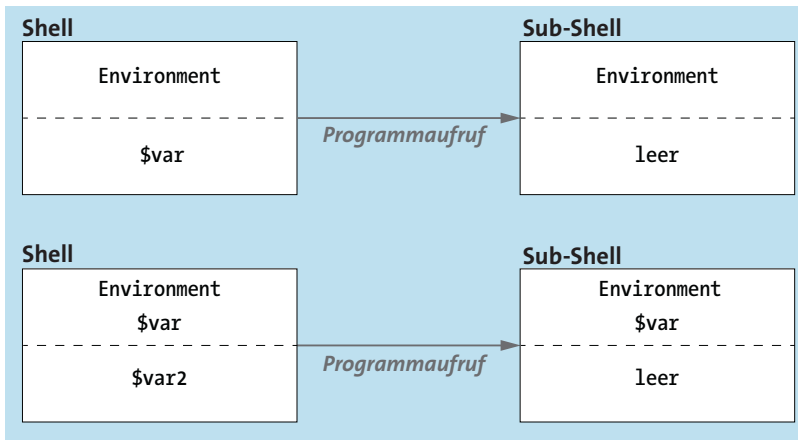 Shell
Sub-Shell
Environment
Environment
Programmaufruf
$var
leer
Shell
Sub-Shell
Environment
$var
Environment
$var
Programmaufruf
$var2
leer